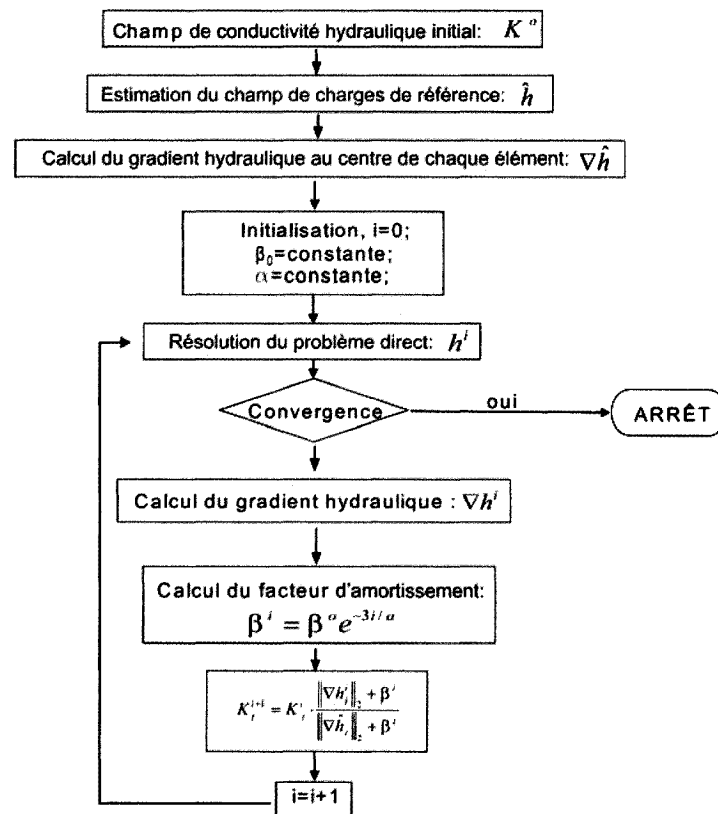 Champ de conductivité hydraulique initial: K^o
Estimation du champ de charges de référence: ĥ
Calcul du gradient hydraulique au centre de chaque élément: ∇ĥ
Initialisation, i=0;
β₀=constante;
α=constante;
Résolution du problème direct: h^i
Convergence
oui
ARRÊT
Calcul du gradient hydraulique : ∇h^i
Calcul du facteur d'amortissement:
β^i = β^o e^{-3i/a}
K_i^{i+i} = K_i^i · (‖∇h_i^i‖₂ + β^i) / (‖∇ĥ_i‖₂ + β^i)
i=i+1